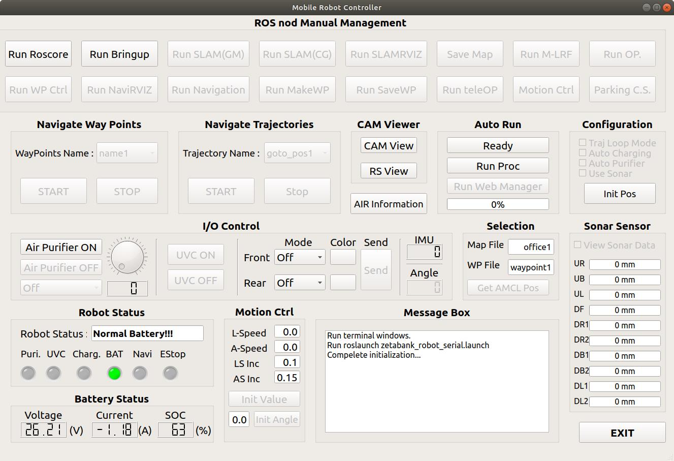 Mobile Robot Controller
ROS nod Manual Management
Run Roscore Run Bringup Run SLAM(GM) Run SLAM(CG) Run SLAMRVIZ Save Map Run M-LRF Run OP.
Run WP Ctrl Run NaviRVIZ Run Navigation Run MakeWP Run SaveWP Run teleOP Motion Ctrl Parking C.S.
Navigate Way Points
WayPoints Name : name1
START STOP
Navigate Trajectories
Trajectory Name : goto_pos1
START Stop
CAM Viewer
CAM View
RS View
AIR Information
Auto Run
Ready
Run Proc
Run Web Manager
0%
Configuration
Traj Loop Mode
Auto Charging
Auto Purifier
Use Sonar
Init Pos
I/O Control
Air Purifier ON
Air Purifier OFF
Off
0
UVC ON
UVC OFF
Mode Color Send
Front Off
Rear Off
Send
IMU
0
Angle
0
Selection
Map File office1
WP File waypoint1
Get AMCL Pos
Sonar Sensor
View Sonar Data
UR 0 mm
UB 0 mm
UL 0 mm
DF 0 mm
DR1 0 mm
DR2 0 mm
DB1 0 mm
DB2 0 mm
DL1 0 mm
DL2 0 mm
Robot Status
Robot Status : Normal Battery!!!
Puri. UVC Charg. BAT Navi EStop
Battery Status
Voltage Current SOC
26.21 (V) -1.18 (A) 63 (%)
Motion Ctrl
L-Speed 0.0
A-Speed 0.0
LS Inc 0.1
AS Inc 0.15
Init Value
0.0 Init Angle
Message Box
Run terminal windows.
Run roslaunch zetabank_robot_serial.launch
Compelete initialization...
EXIT